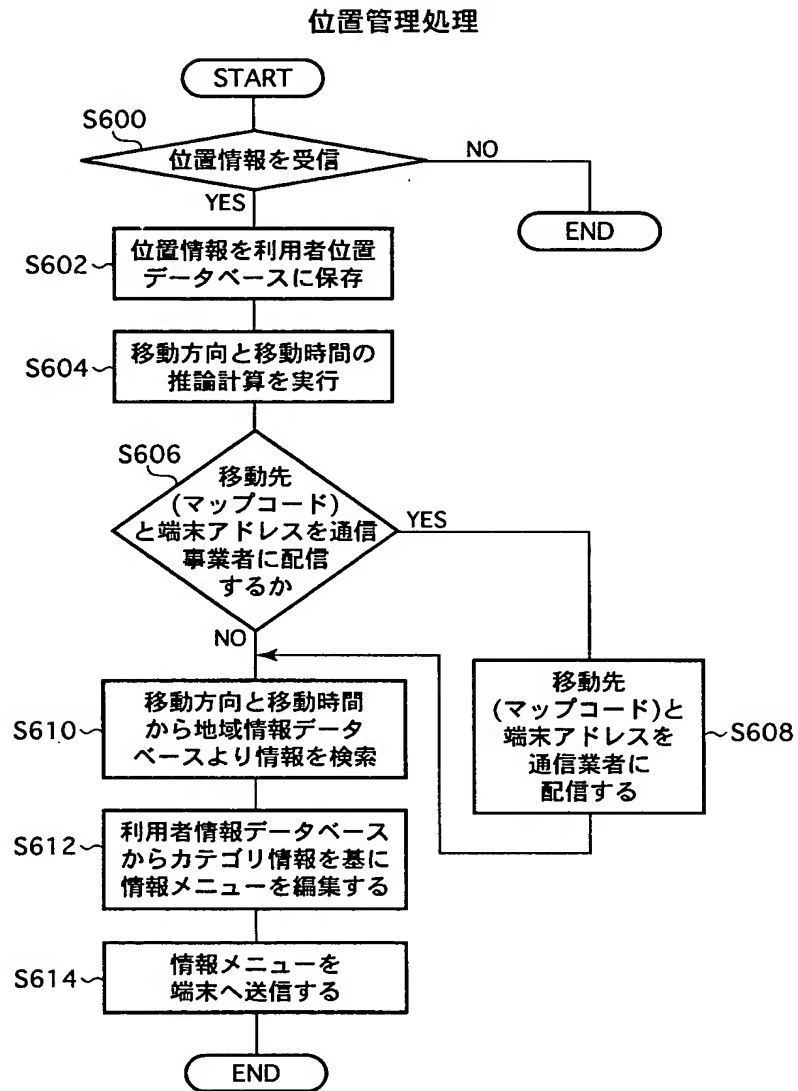 位置管理処理
START
S600
位置情報を受信
NO
YES
END
S602
位置情報を利用者位置
データベースに保存
S604
移動方向と移動時間の
推論計算を実行
S606
移動先
(マップコード)
と端末アドレスを通信
事業者に配信
するか
YES
NO
移動先
(マップコード)と
端末アドレスを
通信業者に
配信する
S608
S610
移動方向と移動時間
から地域情報データ
ベースより情報を検索
S612
利用者情報データベース
からカテゴリ情報を基に
情報メニューを編集する
S614
情報メニューを
端末へ送信する
END